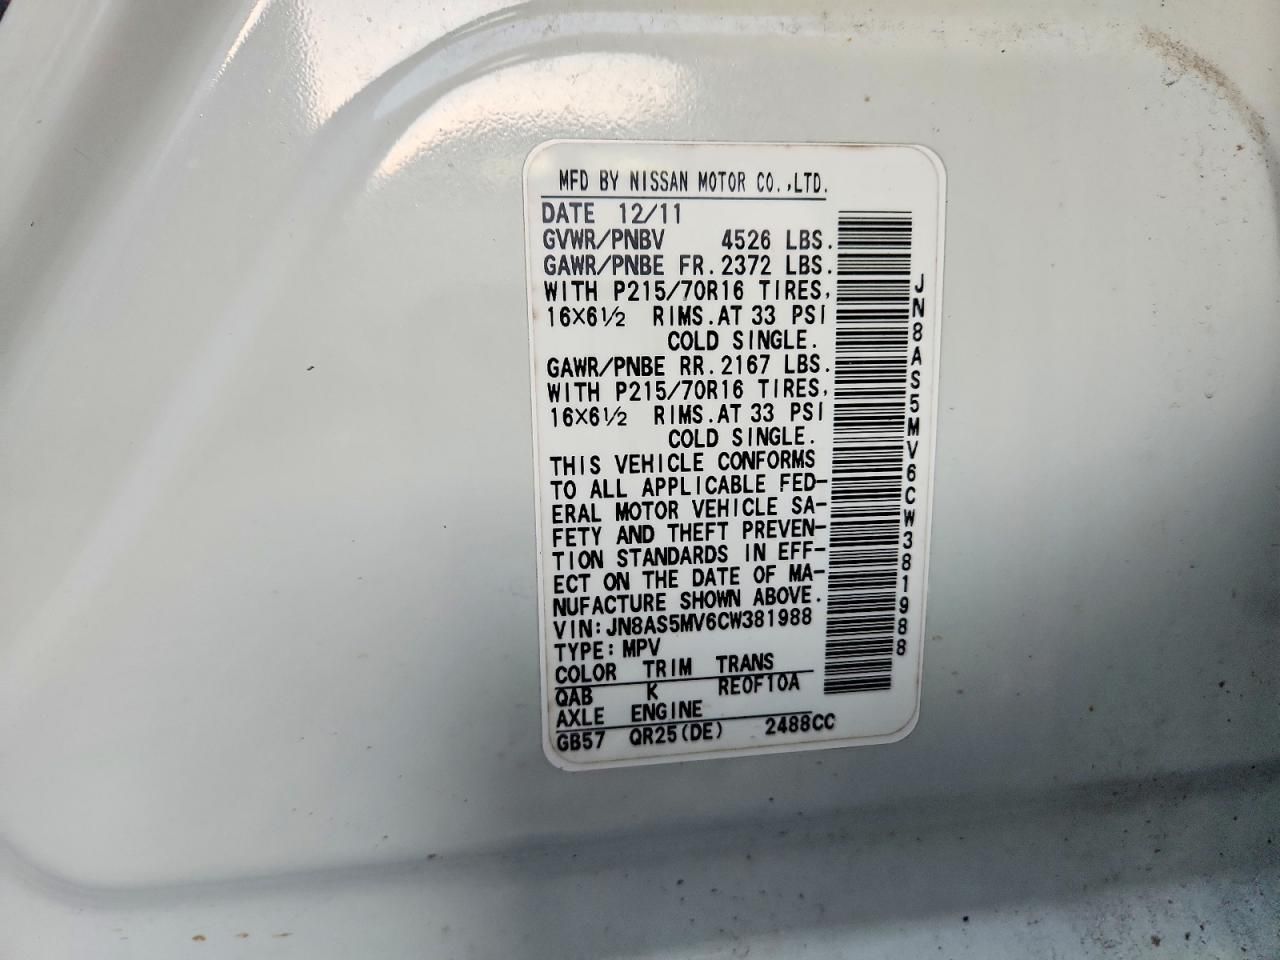 MFD BY NISSAN MOTOR CO.,LTD.
DATE 12/11
GVWR/PNBV 4526 LBS.
GAWR/PNBE FR. 2372 LBS.
WITH P215/70R16 TIRES,
16×6½ RIMS. AT 33 PSI
COLD SINGLE.
GAWR/PNBE RR. 2167 LBS.
WITH P215/70R16 TIRES,
16×6½ RIMS. AT 33 PSI
COLD SINGLE.
THIS VEHICLE CONFORMS
TO ALL APPLICABLE FED-
ERAL MOTOR VEHICLE SA-
FETY AND THEFT PREVEN-
TION STANDARDS IN EFF-
ECT ON THE DATE OF MA-
NUFACTURE SHOWN ABOVE.
VIN: JN8AS5MV6CW381988
TYPE: MPV
COLOR TRIM TRANS
QAB K RE0F10A
AXLE ENGINE
GB57 QR25(DE) 2488CC
JN8AS5MV6CW381988